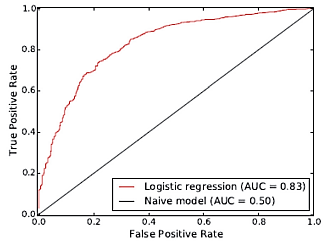 1.0
0.8
0.6
0.4
0.2
0.0
True Positive Rate
Logistic regression (AUC = 0.83)
Naive model (AUC = 0.50)
0.0 0.2 0.4 0.6 0.8 1.0
False Positive Rate